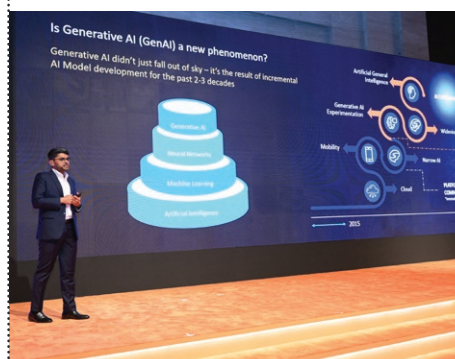 Is Generative AI (GenAI) a new phenomenon?
Generative AI didn't just fall out of sky – it's the result of incremental
AI Model development for the past 2-3 decades
Generative AI
Neural Networks
Machine Learning
Artificial Intelligence
Artificial General
Intelligence
Generative AI
Experimentation
Mobility
Narrow AI
Cloud
2015